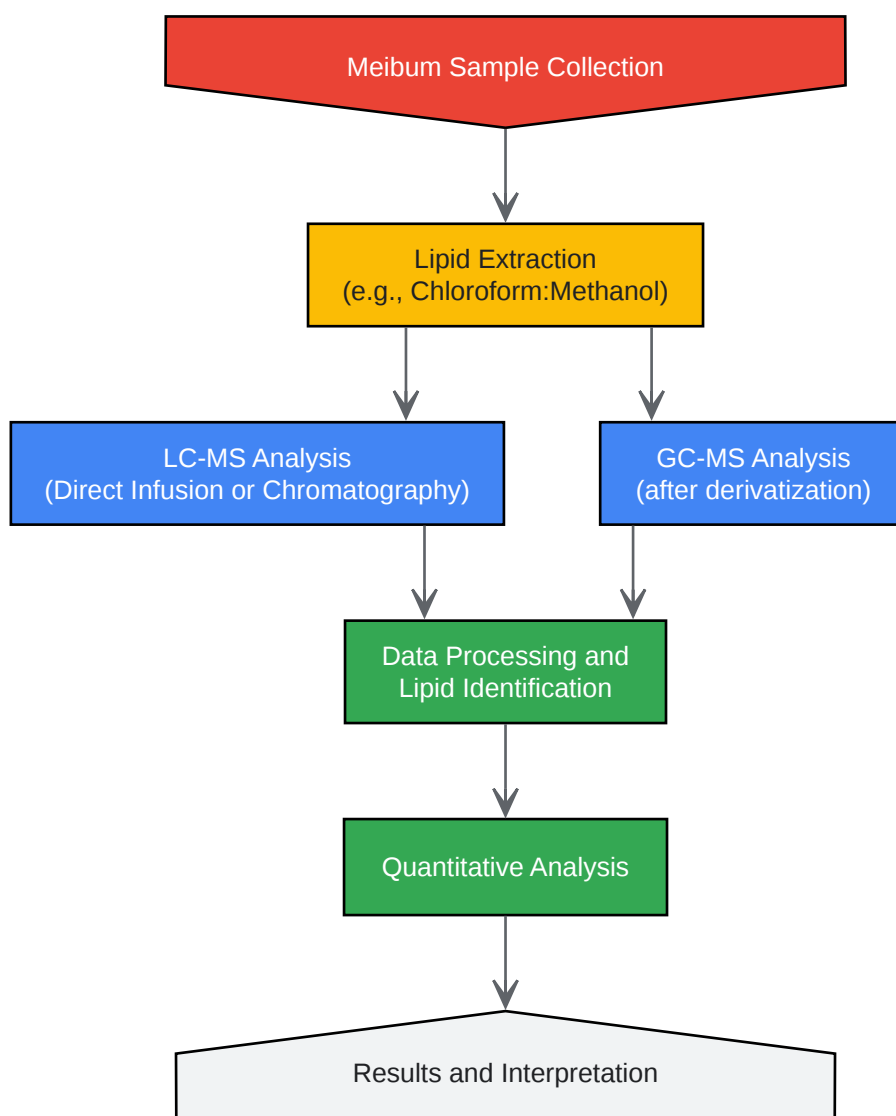 Meibum Sample Collection
Lipid Extraction
(e.g., Chloroform:Methanol)
LC-MS Analysis
(Direct Infusion or Chromatography)
GC-MS Analysis
(after derivatization)
Data Processing and
Lipid Identification
Quantitative Analysis
Results and Interpretation